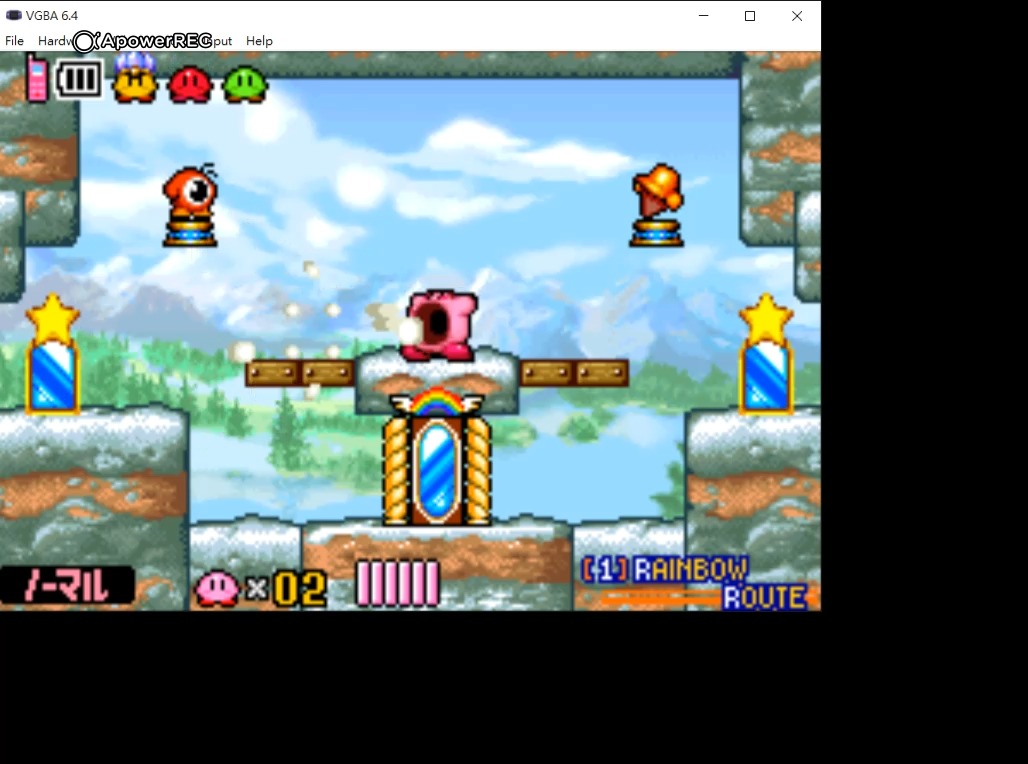 VGBA 6.4
File Hardw ApowerREC put Help
ノーマル
×02
[1] RAINBOW
ROUTE